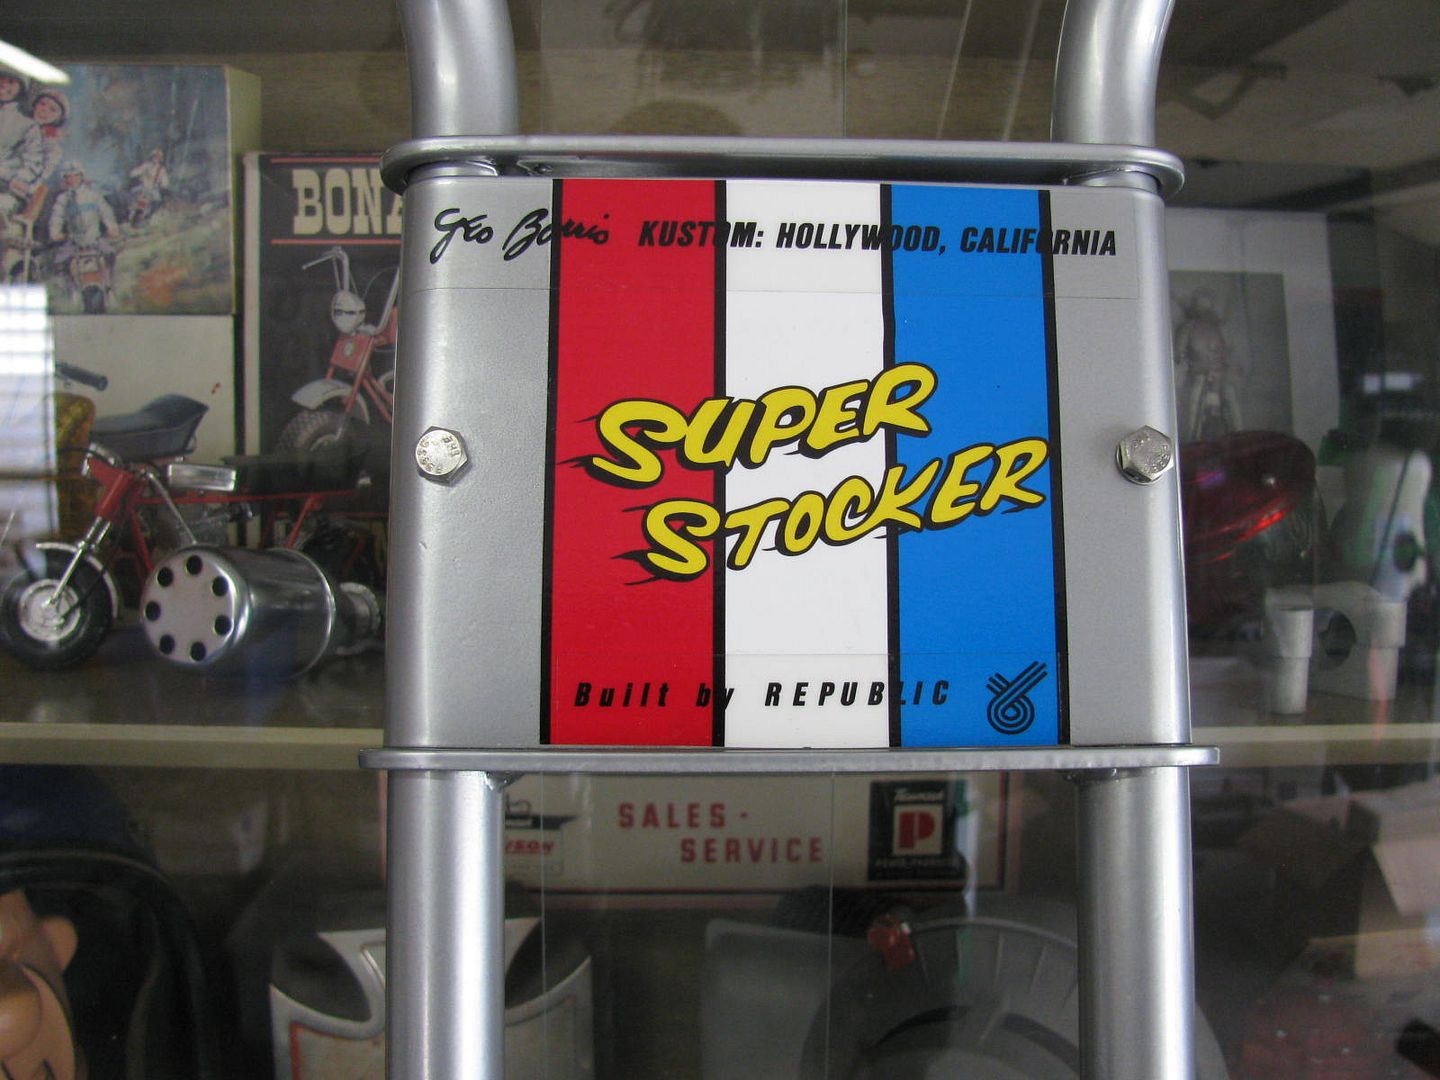 Geo Barris KUSTOM: HOLLYWOOD, CALIFORNIA
SUPER
STOCKER
Built by REPUBLIC
BONA
SALES -
SERVICE
P